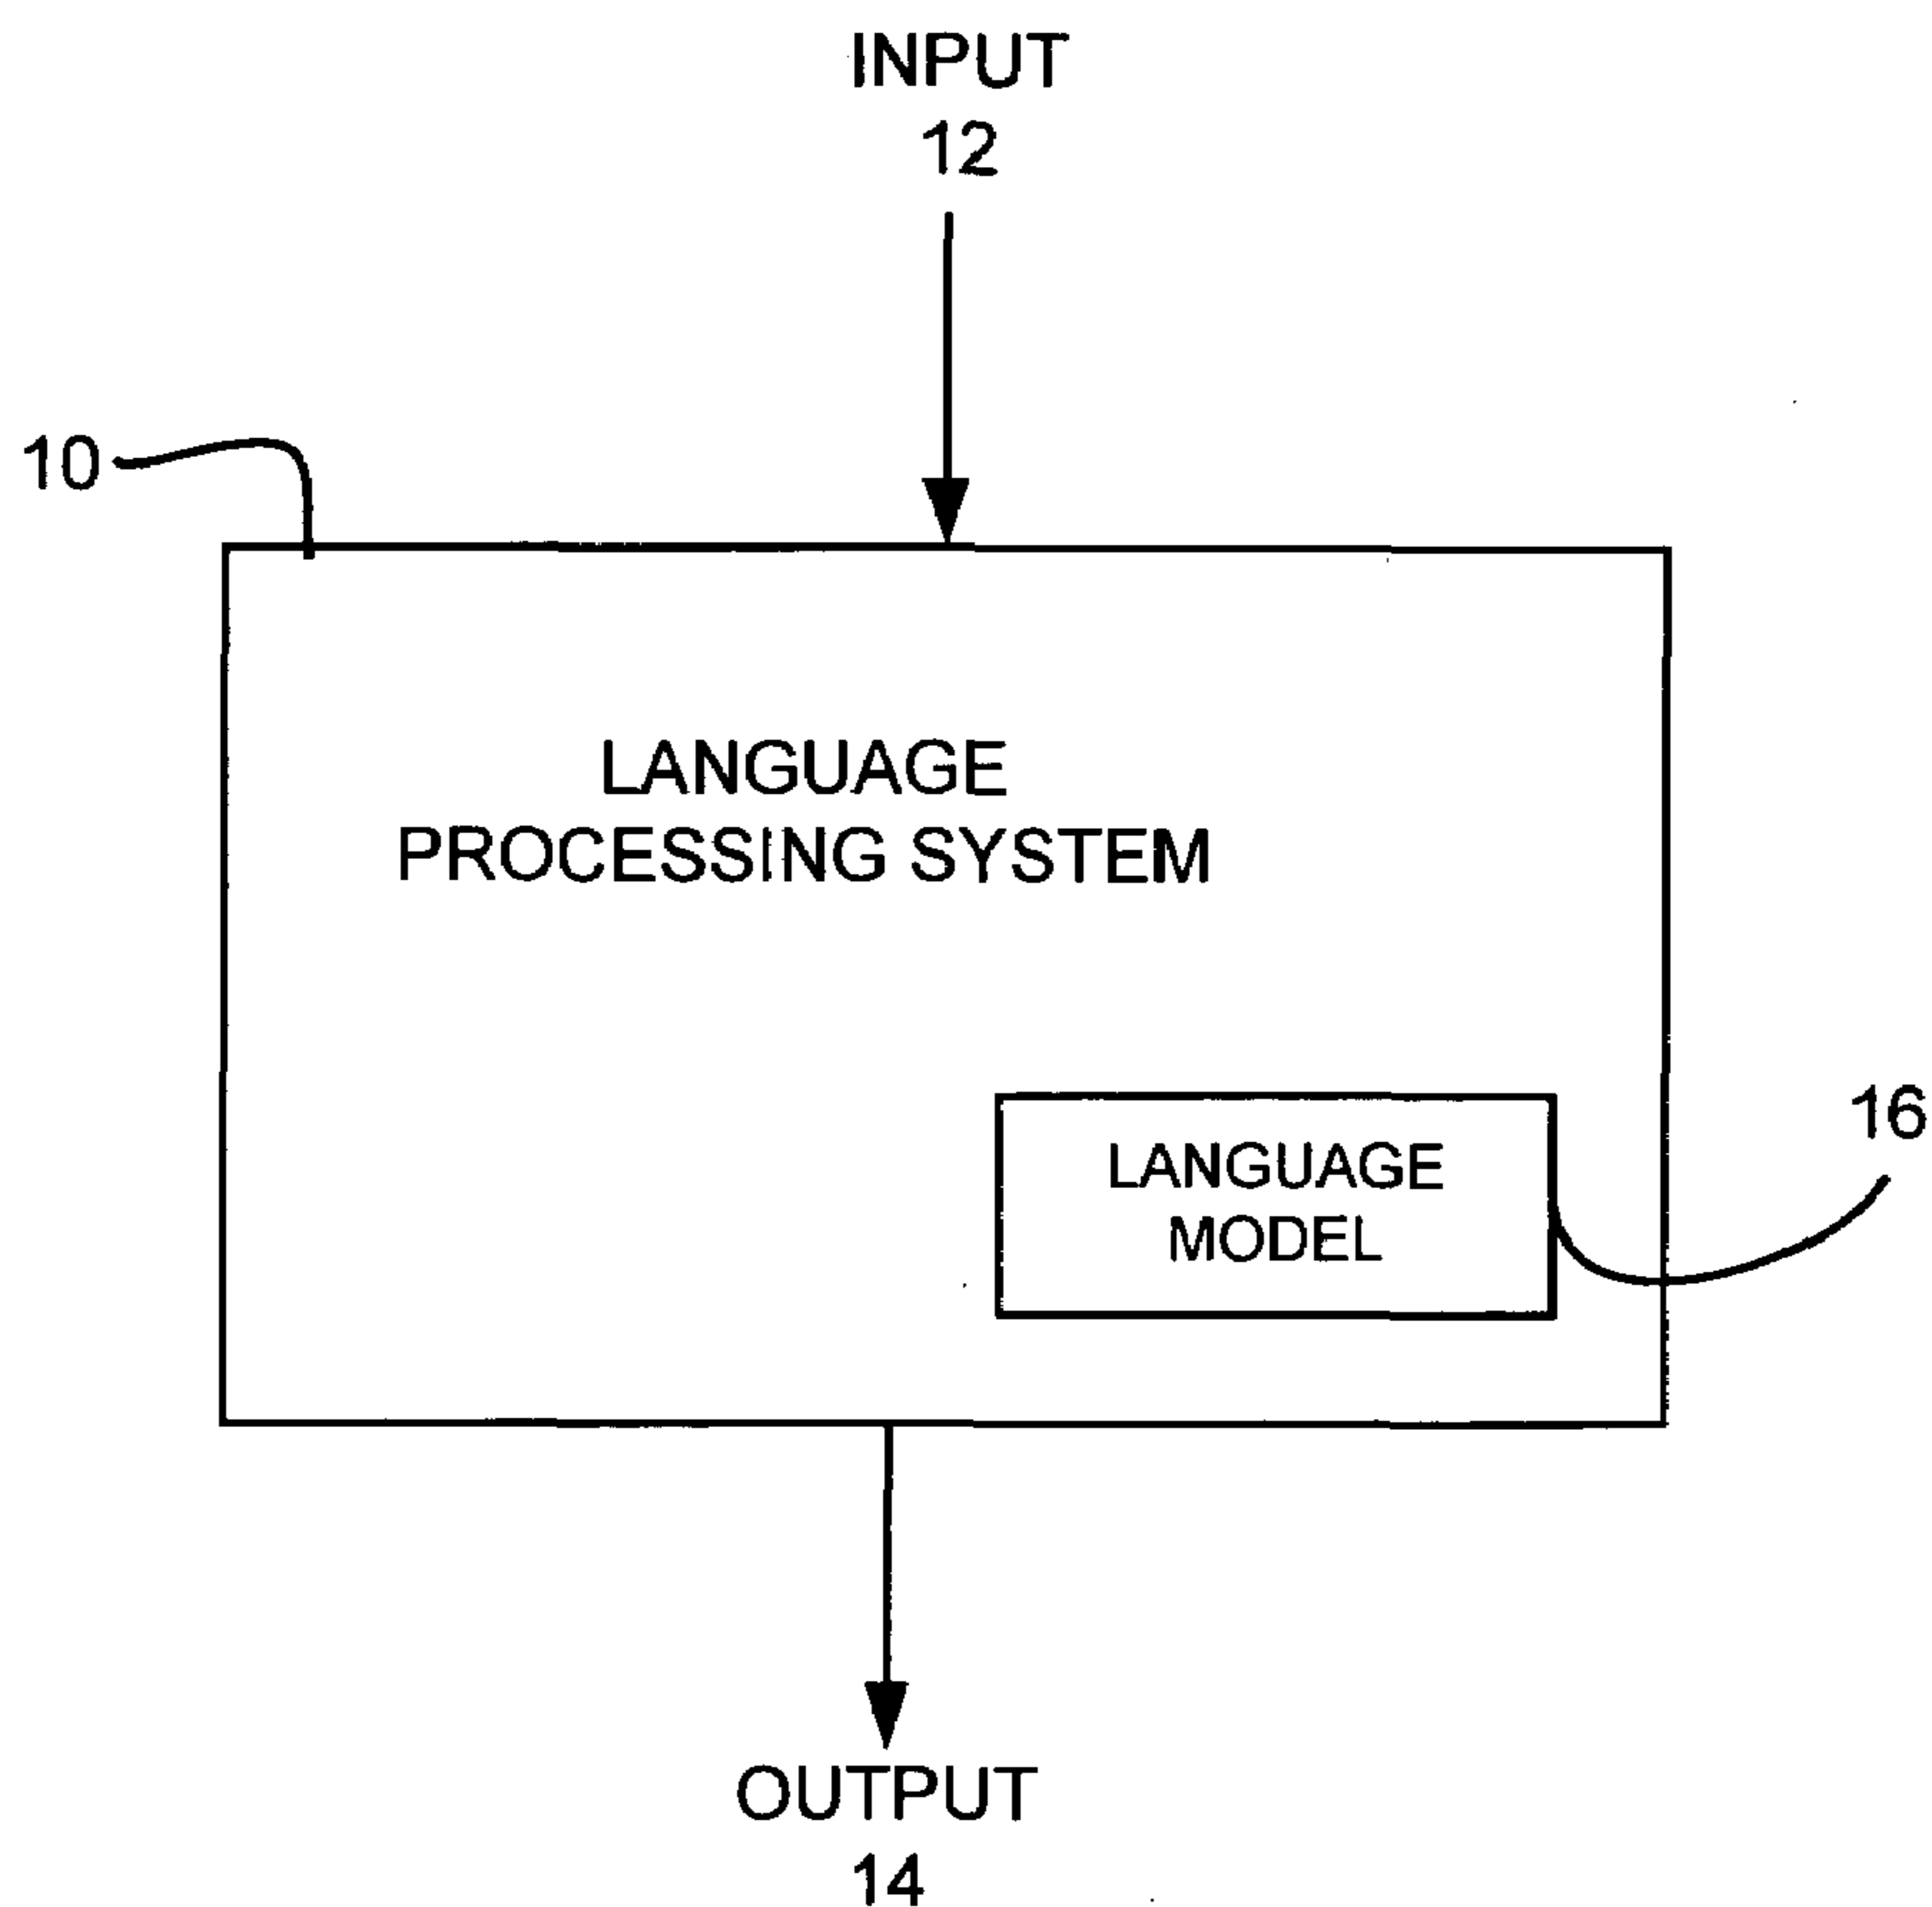 INPUT
12
10
LANGUAGE
PROCESSING SYSTEM
16
LANGUAGE
MODEL
OUTPUT
14